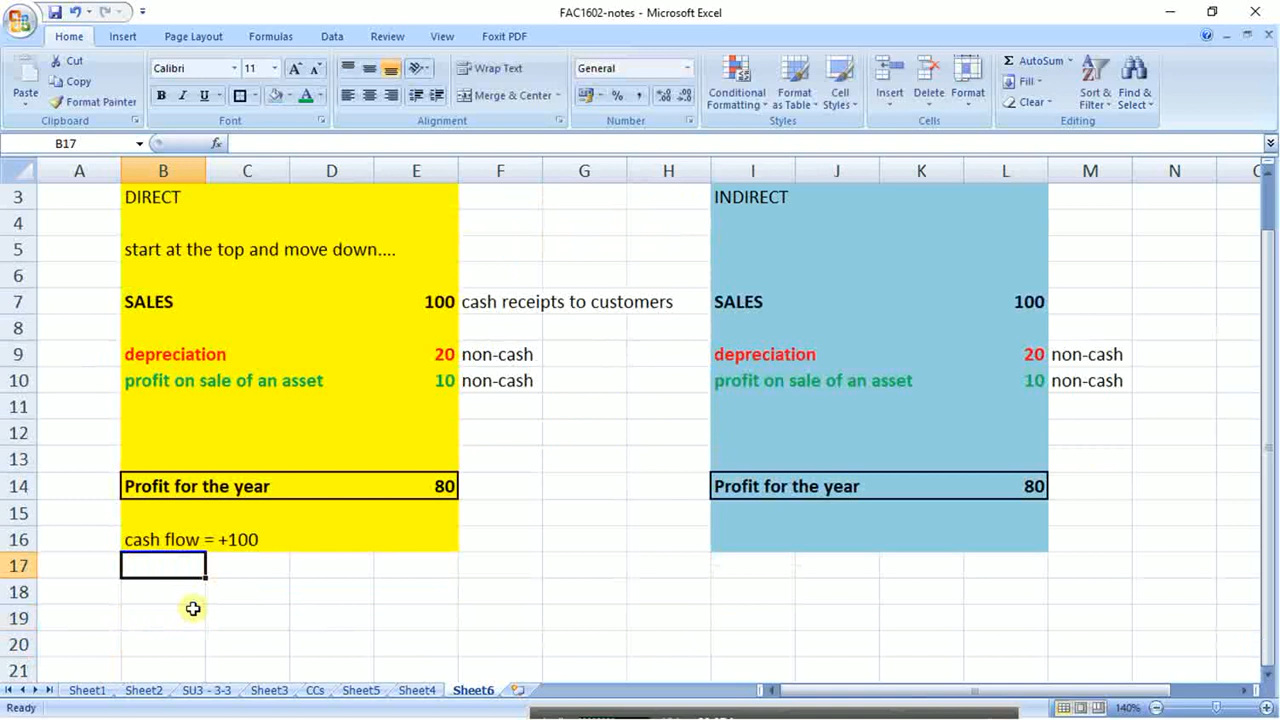 FAC1602-notes - Microsoft Excel
Home Insert Page Layout Formulas Data Review View Foxit PDF
Paste
Cut
Copy
Format Painter
Clipboard
Calibri 11
B I U
Font
Wrap Text
Merge & Center
Alignment
General
%
Number
Conditional Formatting
Format as Table
Cell Styles
Styles
Insert Delete Format
Cells
Σ AutoSum
Fill
Clear
Sort & Filter
Find & Select
Editing
B17 fx
A B C D E F G H I J K L M N
3 DIRECT INDIRECT
4
5 start at the top and move down....
6
7 SALES 100 cash receipts to customers SALES 100
8
9 depreciation 20 non-cash depreciation 20 non-cash
10 profit on sale of an asset 10 non-cash profit on sale of an asset 10 non-cash
11
12
13
14 Profit for the year 80 Profit for the year 80
15
16 cash flow = +100
17
18
19
20
21
Sheet1 Sheet2 SU3 - 3-3 Sheet3 CCs Sheet5 Sheet4 Sheet6
Ready 140%